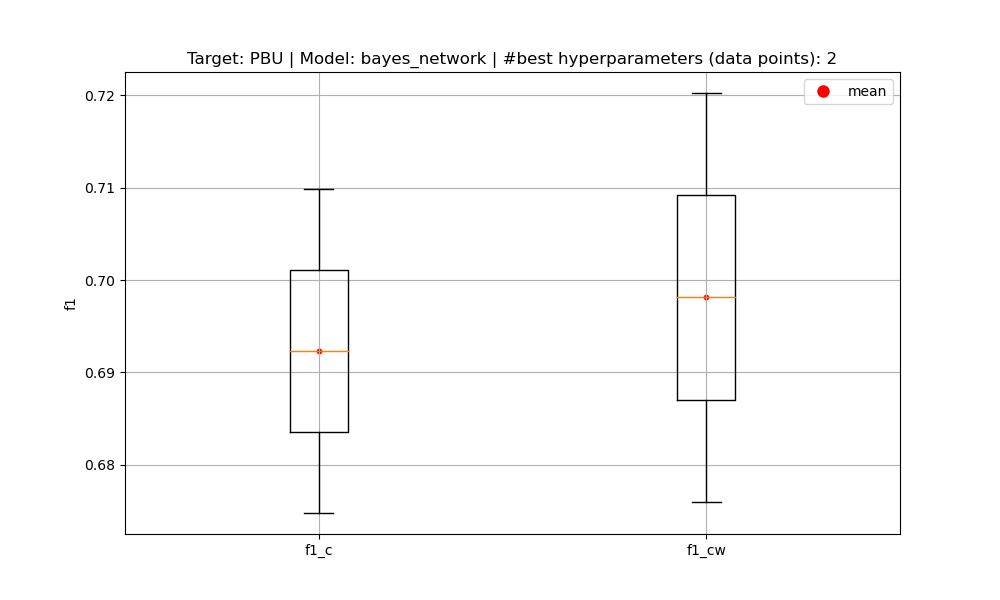 Target: PBU | Model: bayes_network | #best hyperparameters (data points): 2
mean
0.72
0.71
0.70
0.69
0.68
f1
f1_c
f1_cw